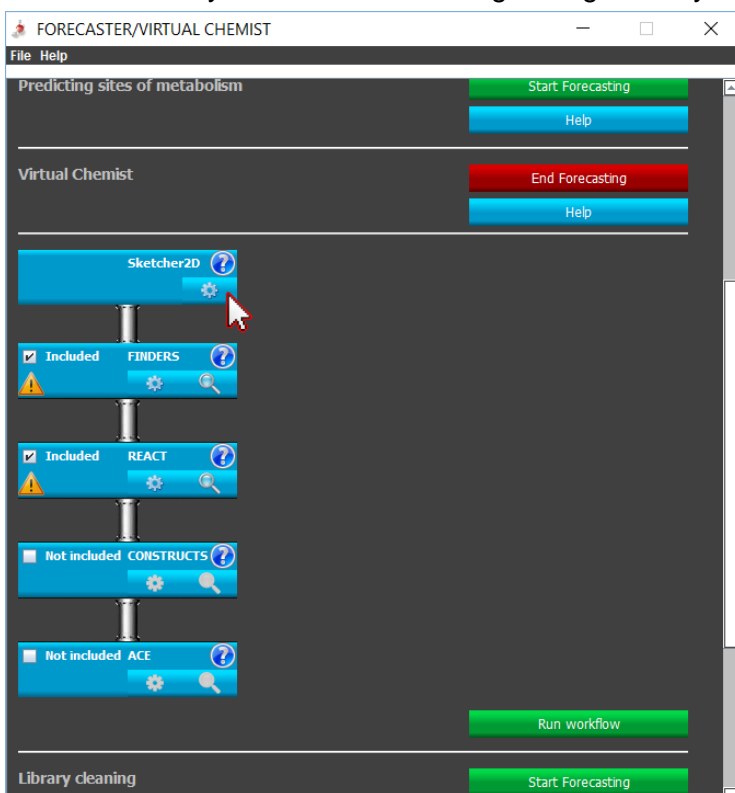 FORECASTER/VIRTUAL CHEMIST
File Help
Predicting sites of metabolism
Start Forecasting
Help
Virtual Chemist
End Forecasting
Help
Sketcher2D ?
Included FINDERS ?
Included REACT ?
Not included CONSTRUCTS ?
Not included ACE ?
Run workflow
Library cleaning
Start Forecasting